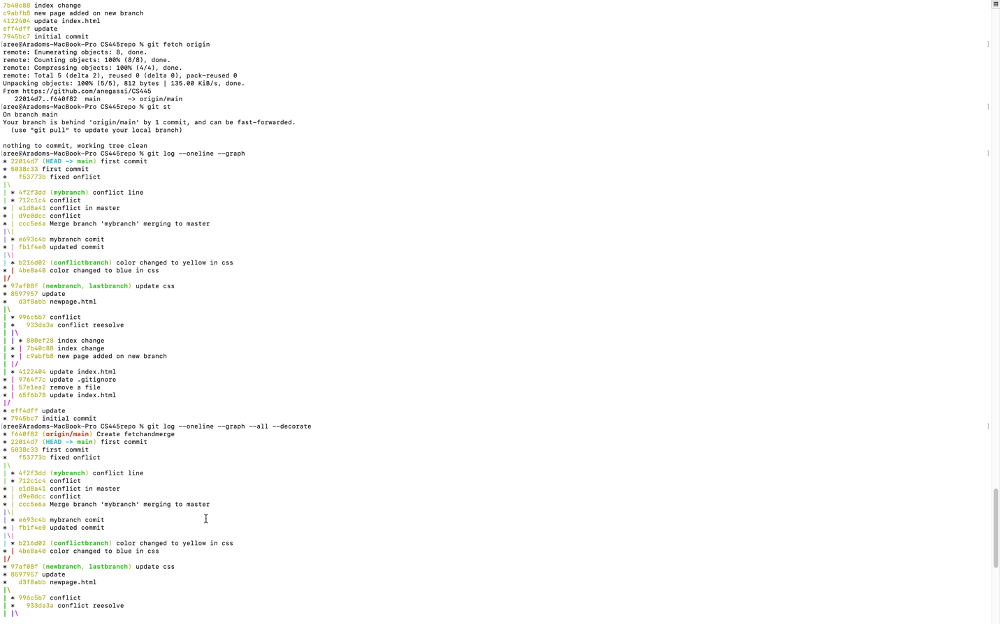 7b40c88 index change
c9abfb8 new page added on new branch
4122404 update index.html
eff4dff update
7945bc7 initial commit
[aree@Aradoms-MacBook-Pro CS445repo % git fetch origin ]
remote: Enumerating objects: 8, done.
remote: Counting objects: 100% (8/8), done.
remote: Compressing objects: 100% (4/4), done.
remote: Total 5 (delta 2), reused 0 (delta 0), pack-reused 0
Unpacking objects: 100% (5/5), 812 bytes | 135.00 KiB/s, done.
From https://github.com/anegassi/CS445
   22014d7..f640f82  main       -> origin/main
[aree@Aradoms-MacBook-Pro CS445repo % git st ]
On branch main
Your branch is behind 'origin/main' by 1 commit, and can be fast-forwarded.
  (use "git pull" to update your local branch)

nothing to commit, working tree clean
[aree@Aradoms-MacBook-Pro CS445repo % git log --oneline --graph ]
* 22014d7 (HEAD -> main) first commit
* 5038c33 first commit
*   f53773b fixed onflict
|\
| * 4f2f3dd (mybranch) conflict line
| * 712c1c4 conflict
* | e1d8a41 conflict in master
* | d9e0dcc conflict
* | ccc5e6a Merge branch 'mybranch' merging to master
|\|
| * e693c4b mybranch comit
* | fb1f4e0 updated commit
|\|
| * b216d02 (conflictbranch) color changed to yellow in css
* | 4be8a40 color changed to blue in css
|/
* 97af08f (newbranch, lastbranch) update css
* 8597957 update
*   d3f8abb newpage.html
|\
| * 996c5b7 conflict
| *   933da3a conflict reesolve
| |\
| | * 800ef28 index change
| * | 7b40c88 index change
| * | c9abfb8 new page added on new branch
| |/
| * 4122404 update index.html
* | 9764f7c update .gitignore
* | 57e1ea2 remove a file
* | 65f6b78 update index.html
|/
* eff4dff update
* 7945bc7 initial commit
[aree@Aradoms-MacBook-Pro CS445repo % git log --oneline --graph --all --decorate ]
* f640f82 (origin/main) Create fetchandmerge
* 22014d7 (HEAD -> main) first commit
* 5038c33 first commit
*   f53773b fixed onflict
|\
| * 4f2f3dd (mybranch) conflict line
| * 712c1c4 conflict
* | e1d8a41 conflict in master
* | d9e0dcc conflict
* | ccc5e6a Merge branch 'mybranch' merging to master
|\|
| * e693c4b mybranch comit
* | fb1f4e0 updated commit
|\|
| * b216d02 (conflictbranch) color changed to yellow in css
* | 4be8a40 color changed to blue in css
|/
* 97af08f (newbranch, lastbranch) update css
* 8597957 update
*   d3f8abb newpage.html
|\
| * 996c5b7 conflict
| *   933da3a conflict reesolve
| |\